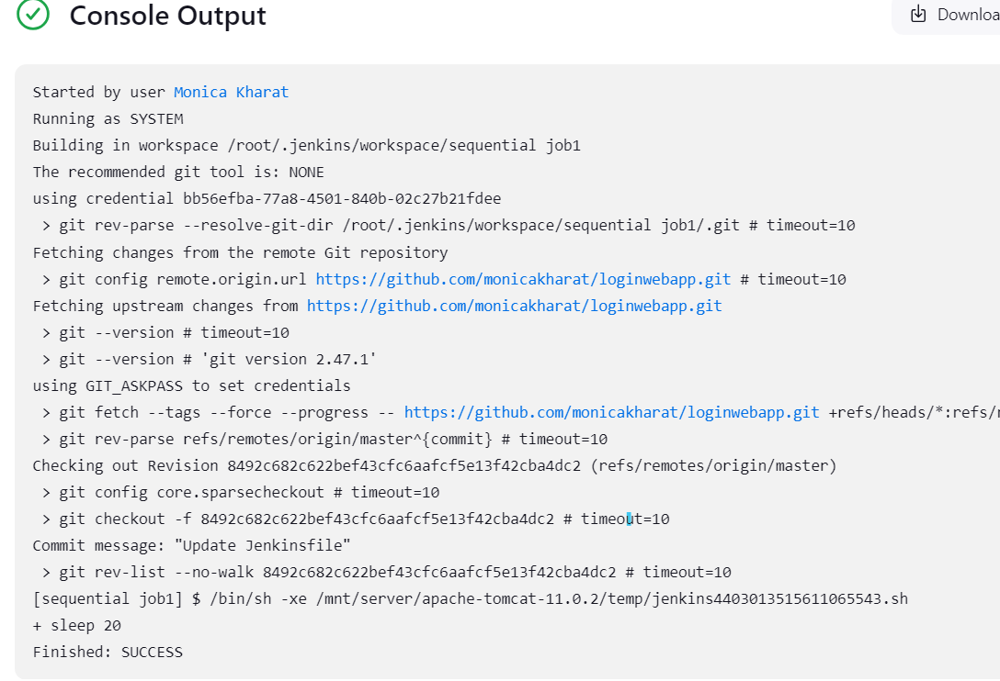 Console Output
Downloa
Started by user Monica Kharat
Running as SYSTEM
Building in workspace /root/.jenkins/workspace/sequential job1
The recommended git tool is: NONE
using credential bb56efba-77a8-4501-840b-02c27b21fdee
 > git rev-parse --resolve-git-dir /root/.jenkins/workspace/sequential job1/.git # timeout=10
Fetching changes from the remote Git repository
 > git config remote.origin.url https://github.com/monicakharat/loginwebapp.git # timeout=10
Fetching upstream changes from https://github.com/monicakharat/loginwebapp.git
 > git --version # timeout=10
 > git --version # 'git version 2.47.1'
using GIT_ASKPASS to set credentials
 > git fetch --tags --force --progress -- https://github.com/monicakharat/loginwebapp.git +refs/heads/*:refs/r
 > git rev-parse refs/remotes/origin/master^{commit} # timeout=10
Checking out Revision 8492c682c622bef43cfc6aafcf5e13f42cba4dc2 (refs/remotes/origin/master)
 > git config core.sparsecheckout # timeout=10
 > git checkout -f 8492c682c622bef43cfc6aafcf5e13f42cba4dc2 # timeout=10
Commit message: "Update Jenkinsfile"
 > git rev-list --no-walk 8492c682c622bef43cfc6aafcf5e13f42cba4dc2 # timeout=10
[sequential job1] $ /bin/sh -xe /mnt/server/apache-tomcat-11.0.2/temp/jenkins4403013515611065543.sh
+ sleep 20
Finished: SUCCESS